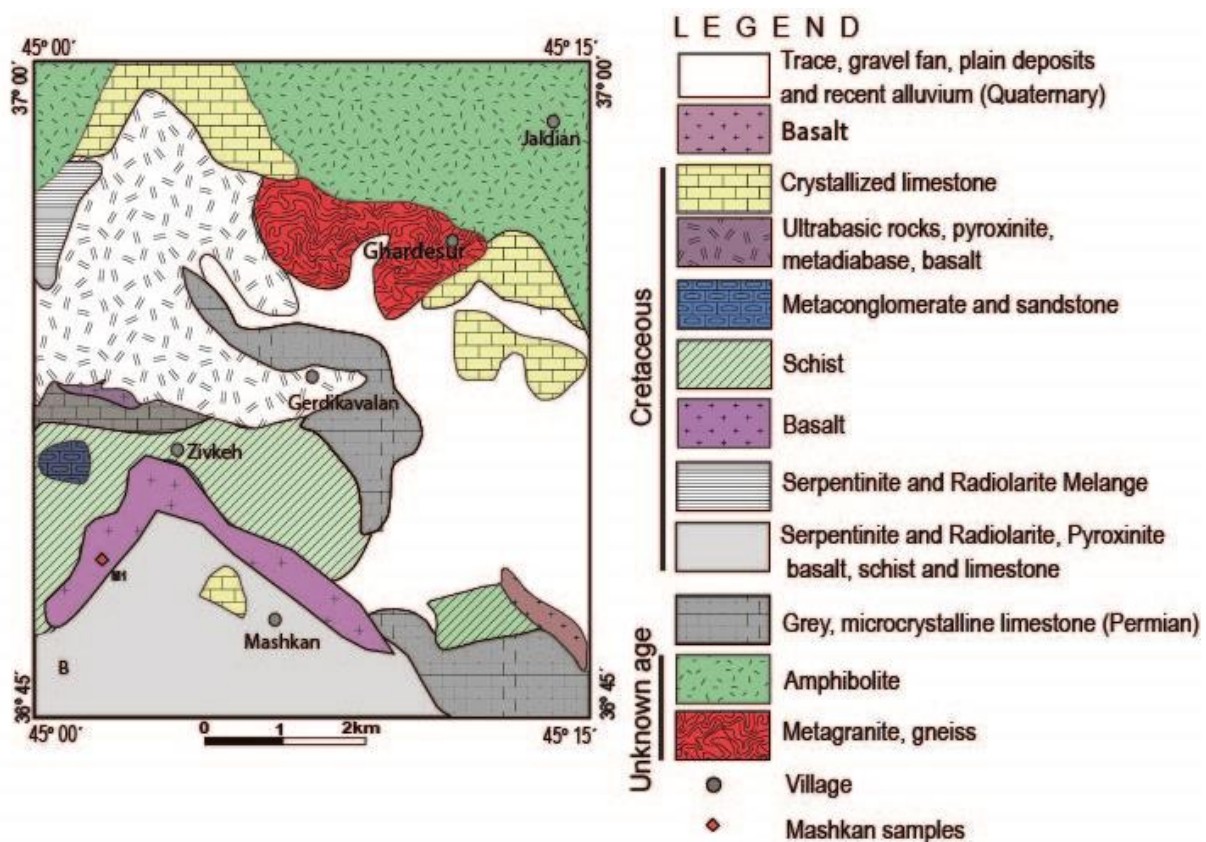 45° 00´
45° 15´
37° 00´
37° 00´
Jaldian
Ghardesur
Gerdikavalan
Zivkeh
M1
Mashkan
B
36° 45´
36° 45´
45° 00´
45° 15´
0 1 2km
L E G E N D
Trace, gravel fan, plain deposits
and recent alluvium (Quaternary)
Basalt
Crystallized limestone
Ultrabasic rocks, pyroxinite,
metadiabase, basalt
Metaconglomerate and sandstone
Schist
Basalt
Serpentinite and Radiolarite Melange
Serpentinite and Radiolarite, Pyroxinite
basalt, schist and limestone
Cretaceous
Grey, microcrystalline limestone (Permian)
Amphibolite
Metagranite, gneiss
Unknown age
Village
Mashkan samples